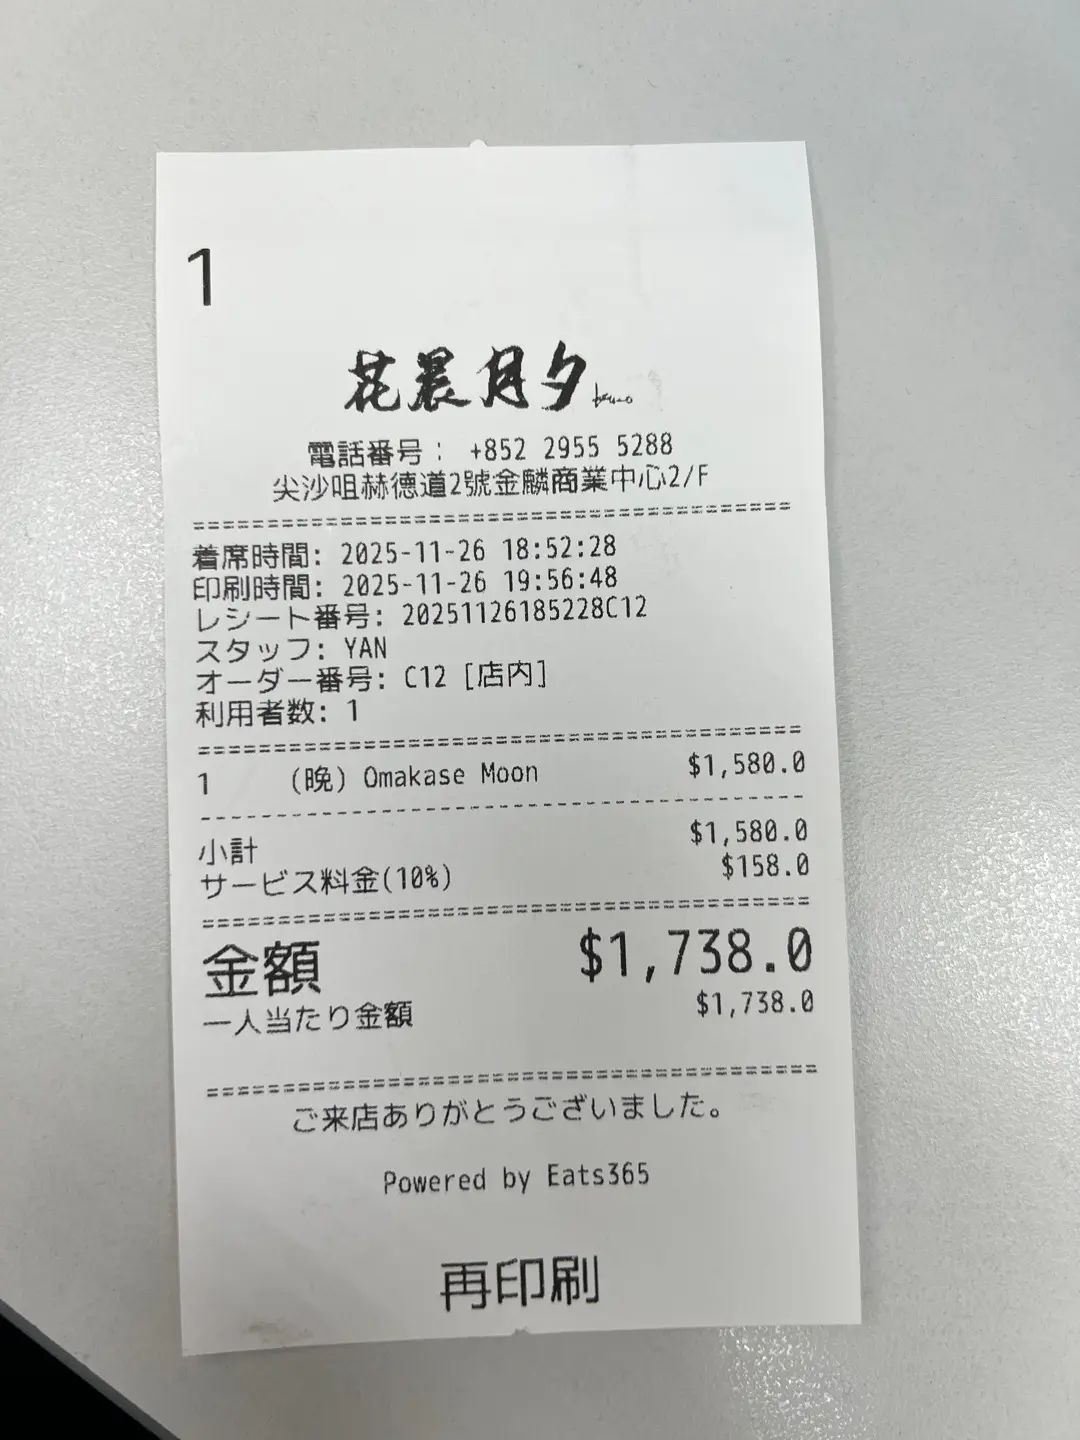 1
花晨月夕
電話番号： +852 2955 5288
尖沙咀赫德道2號金麟商業中心2/F
着席時間: 2025-11-26 18:52:28
印刷時間: 2025-11-26 19:56:48
レシート番号: 20251126185228C12
スタッフ: YAN
オーダー番号: C12 [店内]
利用者数: 1
1 (晩) Omakase Moon $1,580.0
小計 $1,580.0
サービス料金(10%) $158.0
金額 $1,738.0
一人当たり金額 $1,738.0
ご来店ありがとうございました。
Powered by Eats365
再印刷